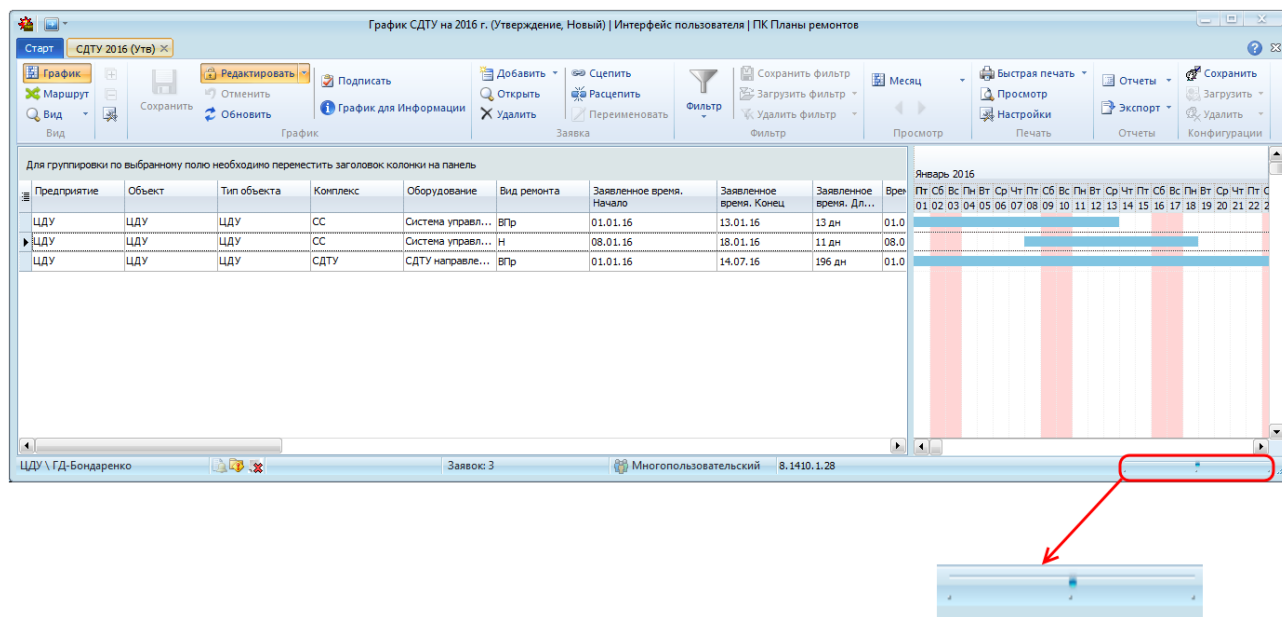 График СДТУ на 2016 г. (Утверждение, Новый) | Интерфейс пользователя | ПК Планы ремонтов
Старт СДТУ 2016 (Утв)
График Редактировать Подписать Добавить Сцепить Сохранить фильтр Месяц Быстрая печать Отчеты Сохранить
Маршрут Сохранить Отменить График для Информации Открыть Расцепить Фильтр Загрузить фильтр Просмотр Экспорт Загрузить
Вид Обновить Удалить Переименовать Удалить фильтр Настройки Удалить
Вид График Заявка Фильтр Просмотр Печать Отчеты Конфигурации
Для группировки по выбранному полю необходимо переместить заголовок колонки на панель
Январь 2016
Предприятие Объект Тип объекта Комплекс Оборудование Вид ремонта Заявленное время. Начало Заявленное время. Конец Заявленное время. Дл... Врем
Пт Сб Вс Пн Вт Ср Чт Пт Сб Вс Пн Вт Ср Чт Пт Сб Вс Пн Вт Ср Чт Пт С
01 02 03 04 05 06 07 08 09 10 11 12 13 14 15 16 17 18 19 20 21 22 2
ЦДУ ЦДУ ЦДУ СС Система управл... ВПр 01.01.16 13.01.16 13 дн 01.0
ЦДУ ЦДУ ЦДУ СС Система управл... Н 08.01.16 18.01.16 11 дн 08.0
ЦДУ ЦДУ ЦДУ СДТУ СДТУ направле... ВПр 01.01.16 14.07.16 196 дн 01.0
ЦДУ \ ГД-Бондаренко Заявок: 3 Многопользовательский 8.1410.1.28